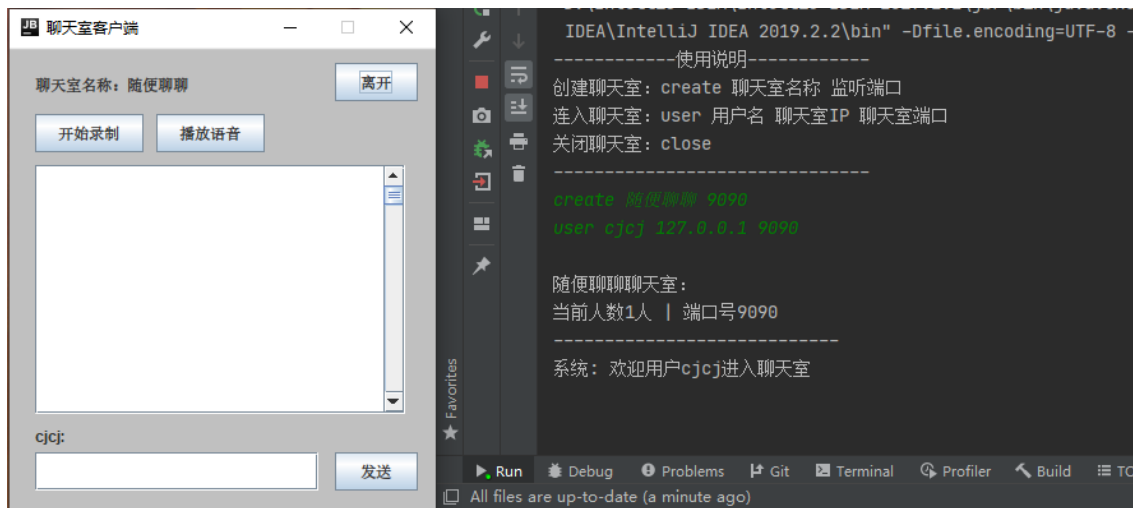 聊天室客户端
聊天室名称：随便聊聊
离开
开始录制
播放语音
cjcj:
发送
IDEA\IntelliJ IDEA 2019.2.2\bin" -Dfile.encoding=UTF-8 -
------------使用说明------------
创建聊天室：create 聊天室名称 监听端口
连入聊天室：user 用户名 聊天室IP 聊天室端口
关闭聊天室：close
-------------------------------
create 随便聊聊 9090
user cjcj 127.0.0.1 9090
随便聊聊聊天室：
当前人数1人 | 端口号9090
----------------------------
系统: 欢迎用户cjcj进入聊天室
Favorites
Run Debug Problems Git Terminal Profiler Build TO
All files are up-to-date (a minute ago)